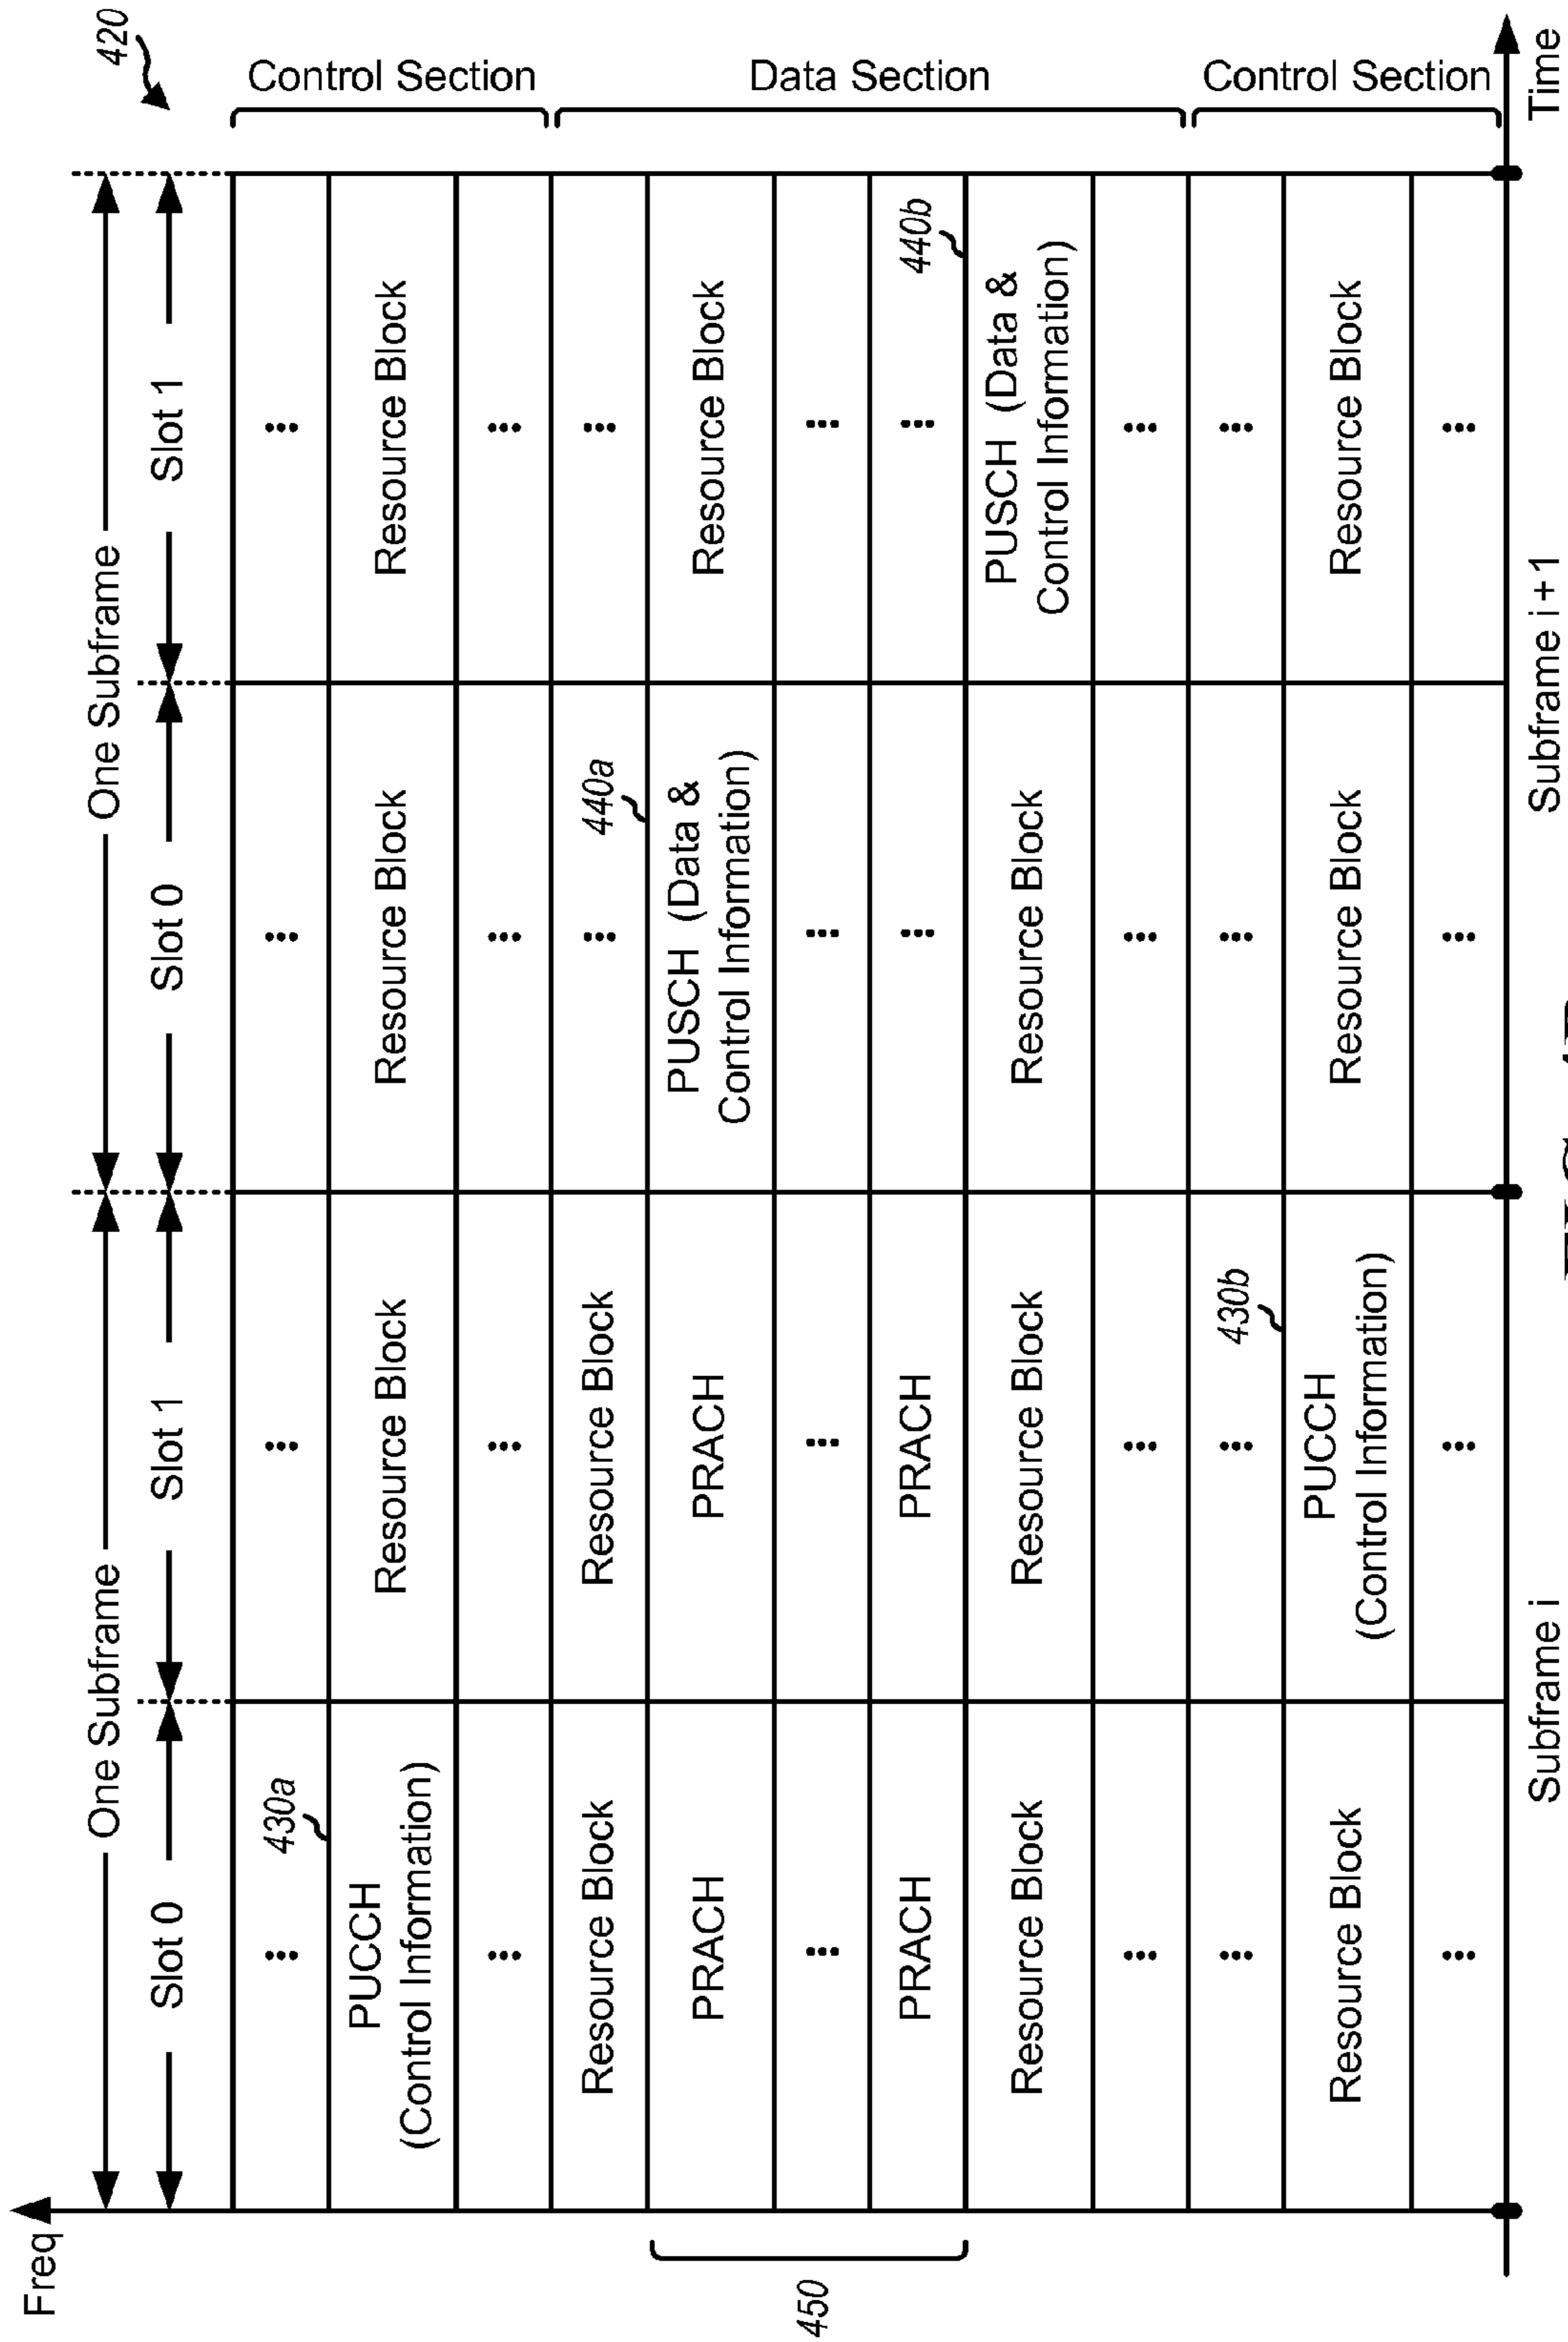 Freq
420
One Subframe
One Subframe
Slot 0
Slot 1
Slot 0
Slot 1
Control Section
...
...
...
...
430a
PUCCH
(Control Information)
Resource Block
Resource Block
Resource Block
...
...
...
...
Data Section
Resource Block
Resource Block
...
...
440a
PRACH
PRACH
PUSCH (Data &
Control Information)
Resource Block
450
...
...
...
...
PRACH
PRACH
...
...
440b
Resource Block
Resource Block
Resource Block
PUSCH (Data &
Control Information)
...
...
...
...
Control Section
...
...
...
...
430b
Resource Block
PUCCH
(Control Information)
Resource Block
Resource Block
...
...
...
...
Subframe i
Subframe i+1
Time